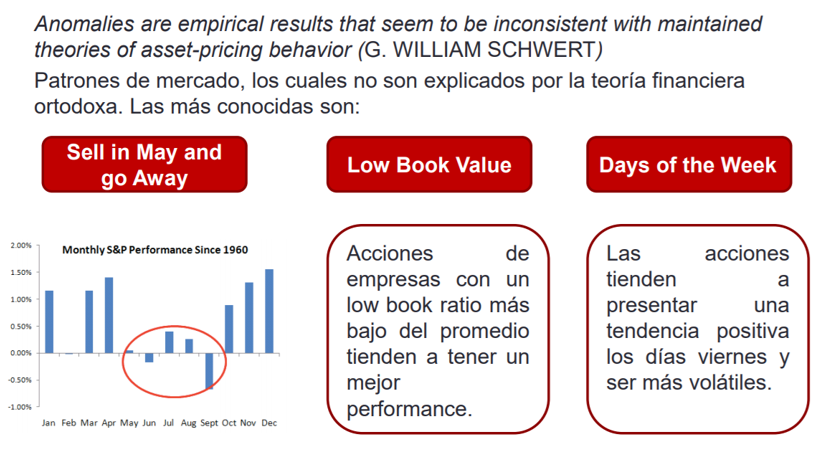 Anomalies are empirical results that seem to be inconsistent with maintained
theories of asset-pricing behavior (G. WILLIAM SCHWERT)
Patrones de mercado, los cuales no son explicados por la teoría financiera
ortodoxa. Las más conocidas son:
Sell in May and
go Away
Monthly S&P Performance Since 1960
2.00%
1.50%
1.00%
0.50%
0.00%
-0.50%
-1.00%
Jan Feb Mar Apr May Jun Jul Aug Sept Oct Nov Dec
Low Book Value
Acciones de
empresas con un
low book ratio más
bajo del promedio
tienden a tener un
mejor
performance.
Days of the Week
Las acciones
tienden a
presentar una
tendencia positiva
los días viernes y
ser más volátiles.